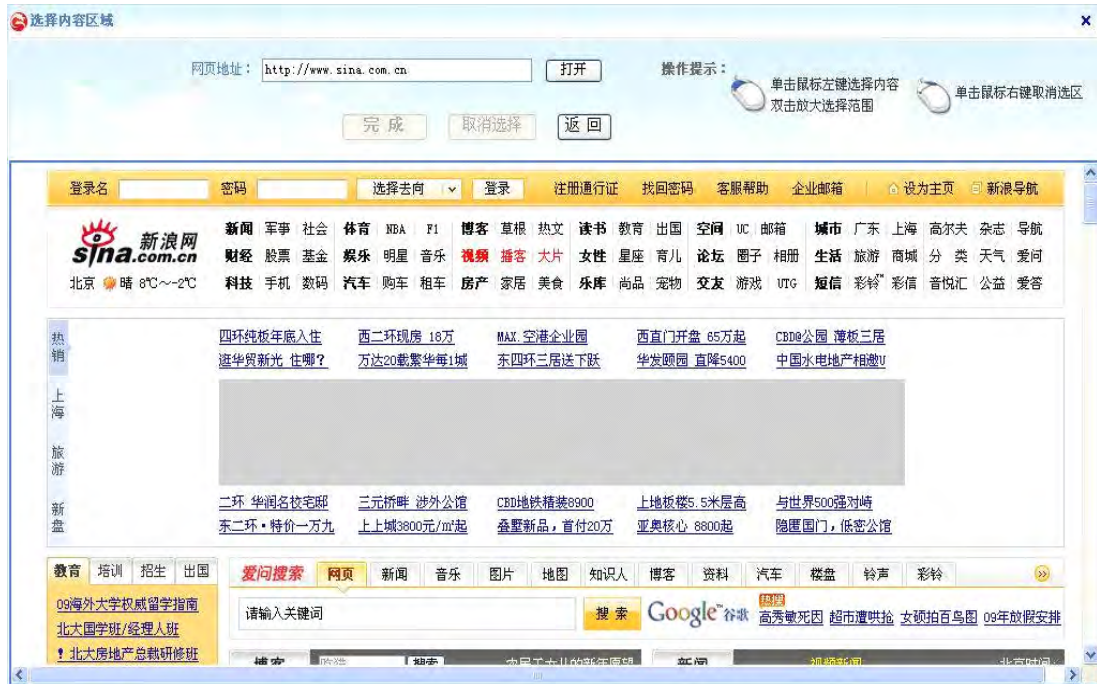 选择内容区域
网页地址： http://www.sina.com.cn 打开 操作提示：
单击鼠标左键选择内容
双击放大选择范围
单击鼠标右键取消选区
完 成 取消选择 返 回
登录名 密码 选择去向 登录 注册通行证 找回密码 客服帮助 企业邮箱 设为主页 新浪导航
sina 新浪网
.com.cn
北京 晴 8℃～-2℃
新闻 军事 社会 体育 NBA F1 博客 草根 热文 读书 教育 出国 空间 UC 邮箱 城市 广东 上海 高尔夫 杂志 导航
财经 股票 基金 娱乐 明星 音乐 视频 播客 大片 女性 星座 育儿 论坛 圈子 相册 生活 旅游 商城 分 类 天气 爱问
科技 手机 数码 汽车 购车 租车 房产 家居 美食 乐库 尚品 宠物 交友 游戏 UTG 短信 彩铃 彩信 音悦汇 公益 爱答
热销
上海
旅游
新盘
四环纯板年底入住 西二环现房 18万 MAX.空港企业园 西直门开盘 65万起 CBD@公园 薄板三居
逛华贸新光 住哪？ 万达20载繁华每1城 东四环三居送下跃 华发颐园 直降5400 中国水电地产相邀U
二环 华润名校宅邸 三元桥畔 涉外公馆 CBD地铁精装8900 上地板楼5.5米层高 与世界500强对峙
东二环·特价一万九 上上城3800元/㎡起 叠墅新品，首付20万 亚奥核心 8800起 隐匿国门，低密公馆
教育 培训 招生 出国
09海外大学权威留学指南
北大国学班/经理人班
！北大房地产总裁研修班
爱问搜索 网页 新闻 音乐 图片 地图 知识人 博客 资料 汽车 楼盘 铃声 彩铃
请输入关键词 搜 索 Google 谷歌 热搜
高秀敏死因 超市遭哄抢 女硕拍百鸟图 09年放假安排
博客 搜索 农民工女儿的新年愿望 新闻 视频新闻 北京时间